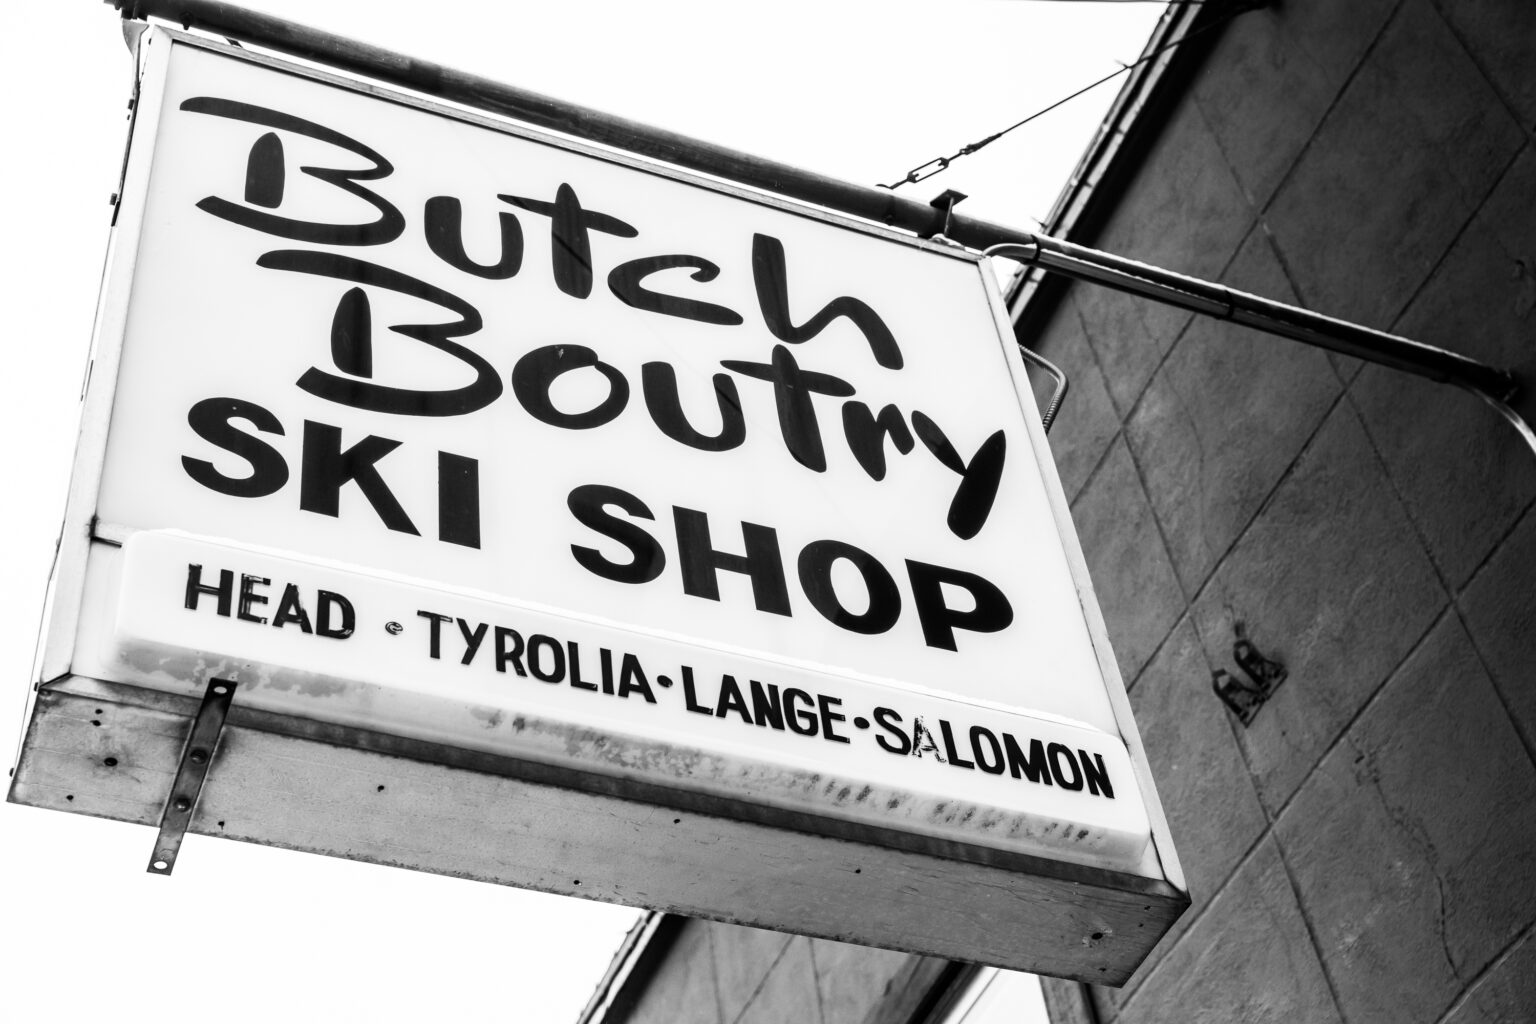 Butch
Boutry
SKI SHOP
HEAD • TYROLIA • LANGE • SALOMON